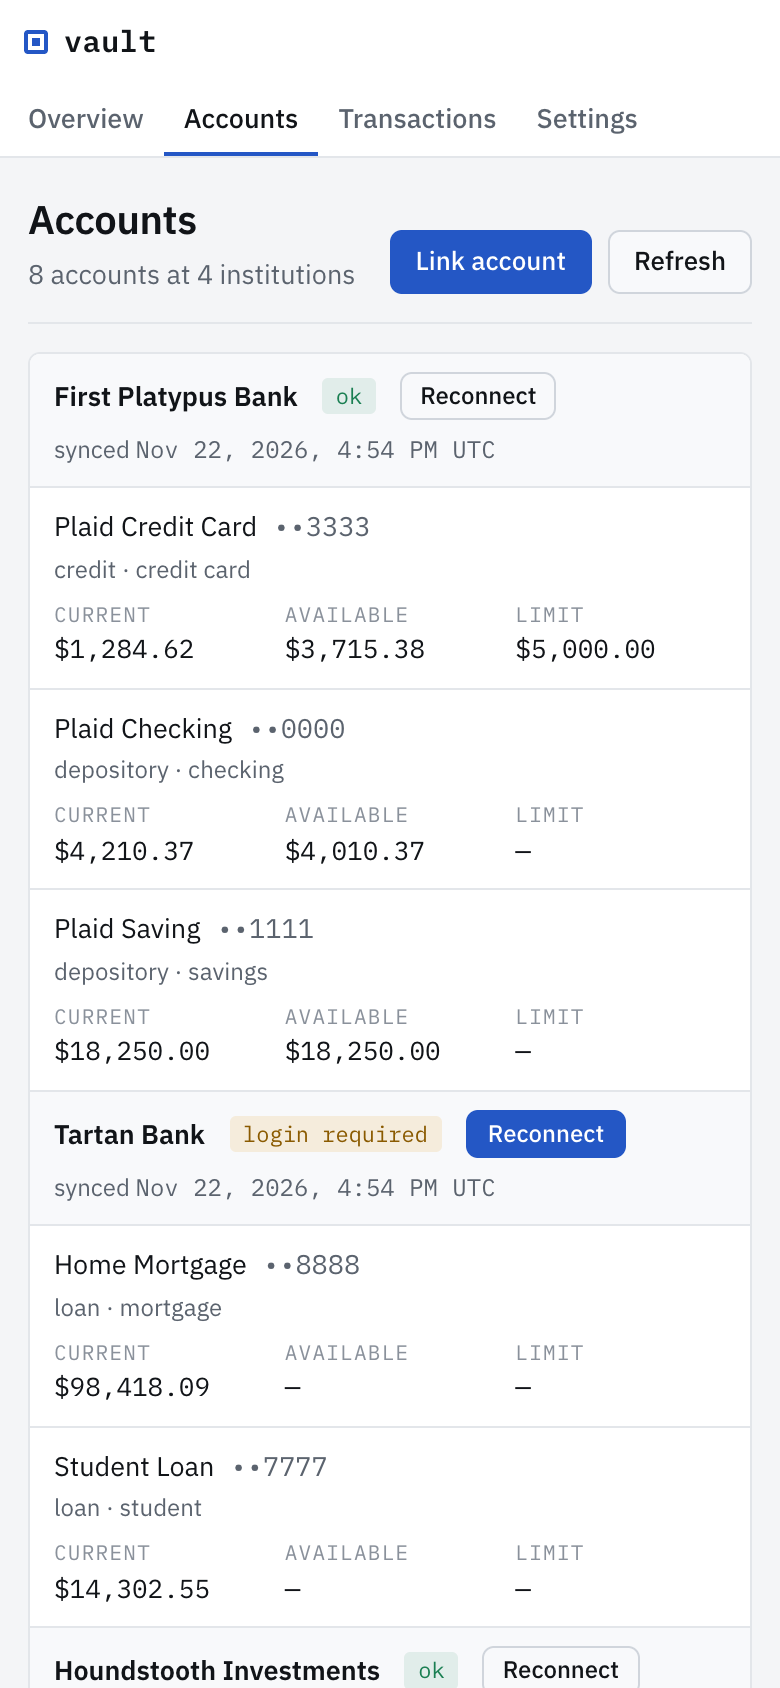 vault
Overview Accounts Transactions Settings
Accounts
8 accounts at 4 institutions
Link account Refresh
First Platypus Bank ok Reconnect
synced Nov 22, 2026, 4:54 PM UTC
Plaid Credit Card ••3333
credit · credit card
CURRENT AVAILABLE LIMIT
$1,284.62 $3,715.38 $5,000.00
Plaid Checking ••0000
depository · checking
CURRENT AVAILABLE LIMIT
$4,210.37 $4,010.37 —
Plaid Saving ••1111
depository · savings
CURRENT AVAILABLE LIMIT
$18,250.00 $18,250.00 —
Tartan Bank login required Reconnect
synced Nov 22, 2026, 4:54 PM UTC
Home Mortgage ••8888
loan · mortgage
CURRENT AVAILABLE LIMIT
$98,418.09 — —
Student Loan ••7777
loan · student
CURRENT AVAILABLE LIMIT
$14,302.55 — —
Houndstooth Investments ok Reconnect